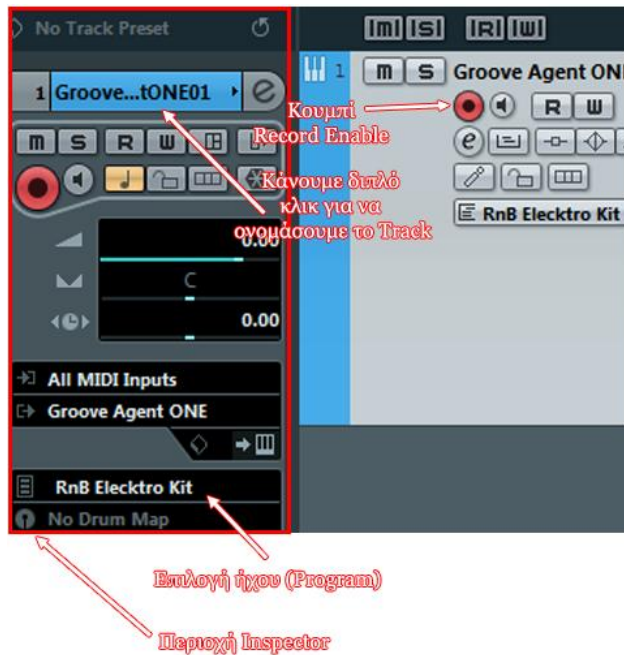 No Track Preset
M S R W
1 Groove...tONE01 e
1 M S Groove Agent ON
Κουμπί
Record Enable
R W
M S R W
e
Κάνουμε διπλό
κλικ για να
ονομάσουμε το Track
RnB Elecktro Kit
0.00
C
0.00
All MIDI Inputs
Groove Agent ONE
RnB Elecktro Kit
No Drum Map
Επιλογή ήχου (Program)
Περιοχή Inspector